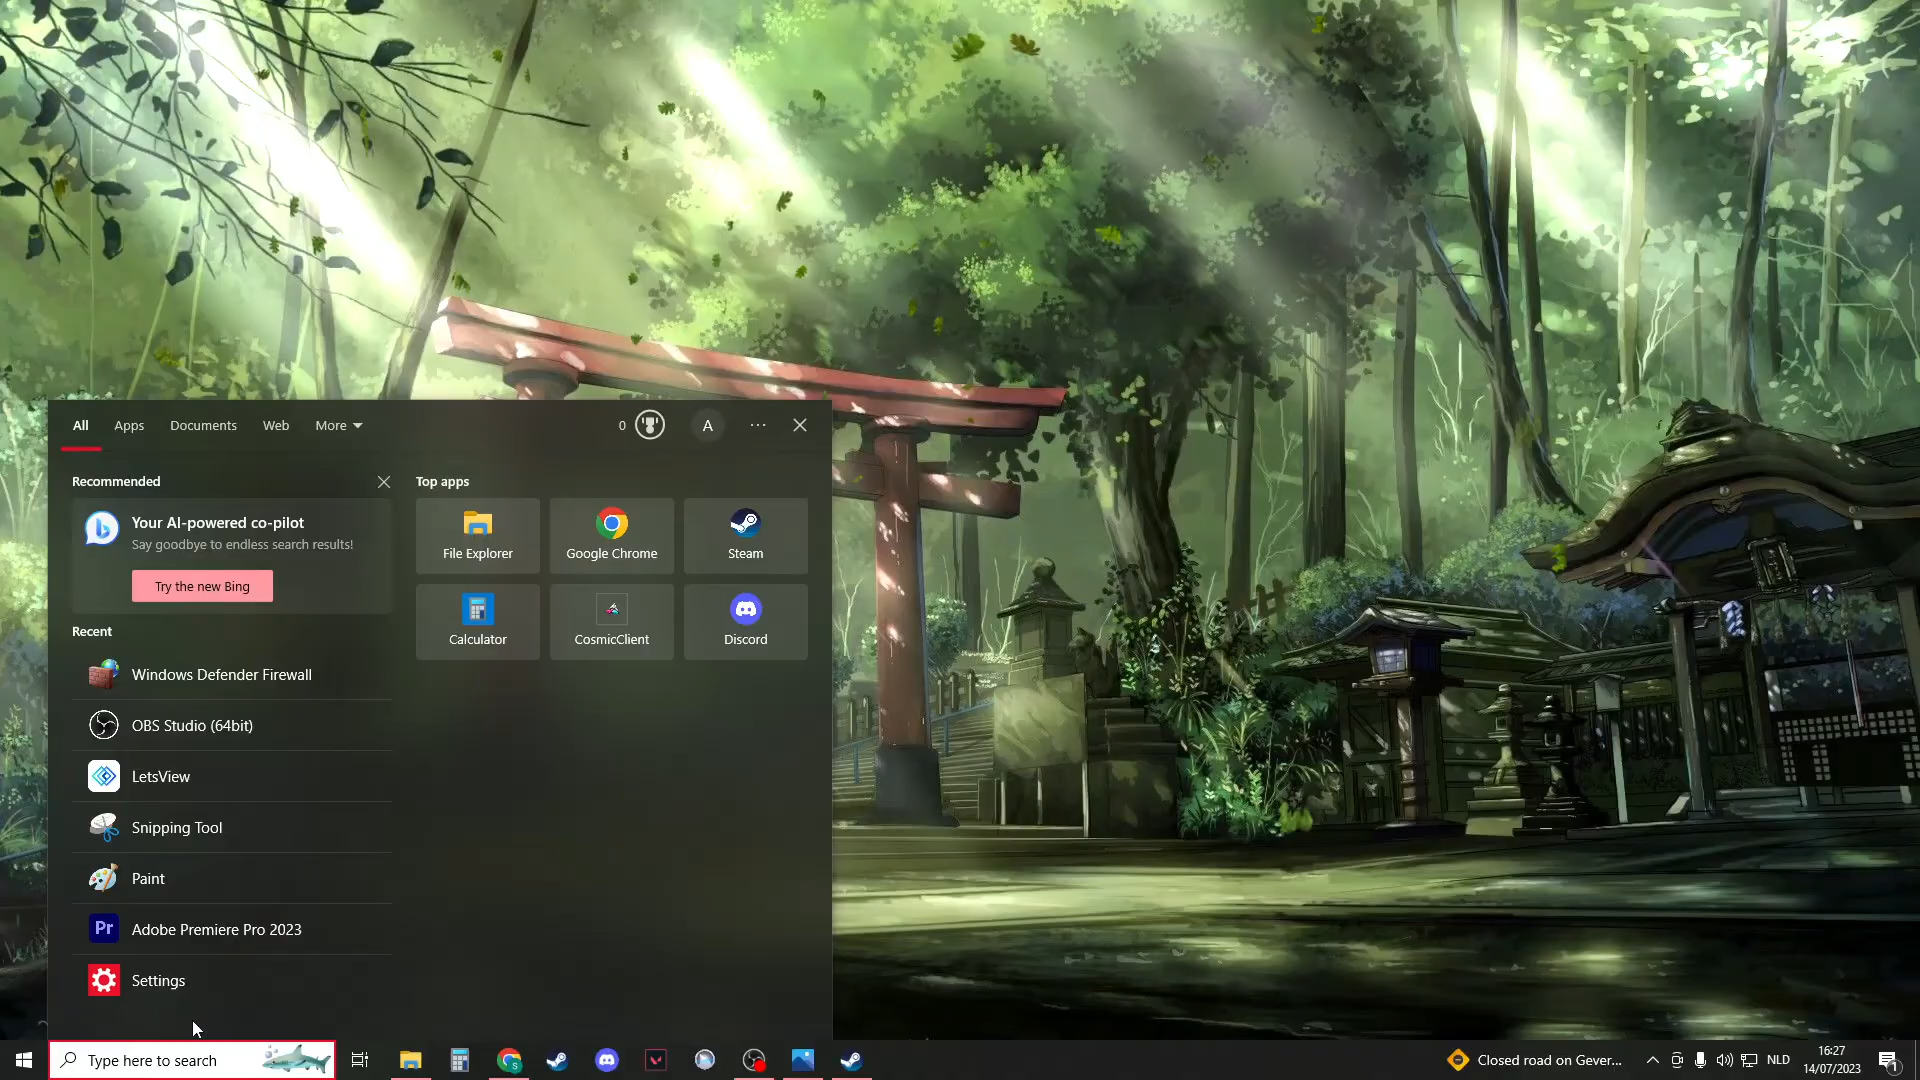 All Apps Documents Web More 0 A
Recommended
Your AI-powered co-pilot
Say goodbye to endless search results!
Try the new Bing
Recent
Windows Defender Firewall
OBS Studio (64bit)
LetsView
Snipping Tool
Paint
Pr Adobe Premiere Pro 2023
Settings
Top apps
File Explorer Google Chrome Steam
Calculator CosmicClient Discord
Type here to search
S
Closed road on Gever...
NLD
16:27
14/07/2023
1